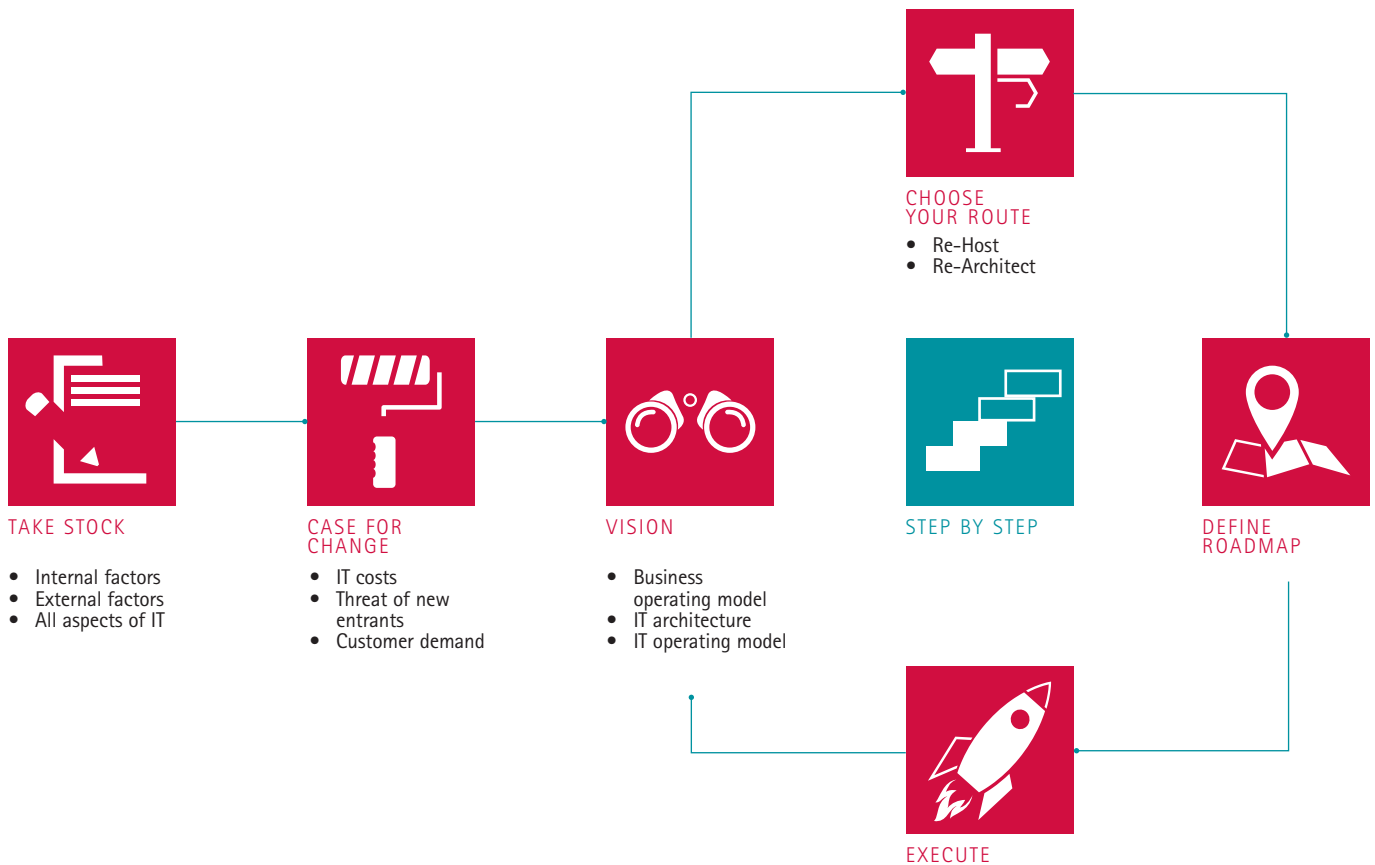 CHOOSE
YOUR ROUTE
• Re-Host
• Re-Architect
TAKE STOCK
• Internal factors
• External factors
• All aspects of IT
CASE FOR
CHANGE
• IT costs
• Threat of new
entrants
• Customer demand
VISION
• Business
operating model
• IT architecture
• IT operating model
STEP BY STEP
DEFINE
ROADMAP
EXECUTE